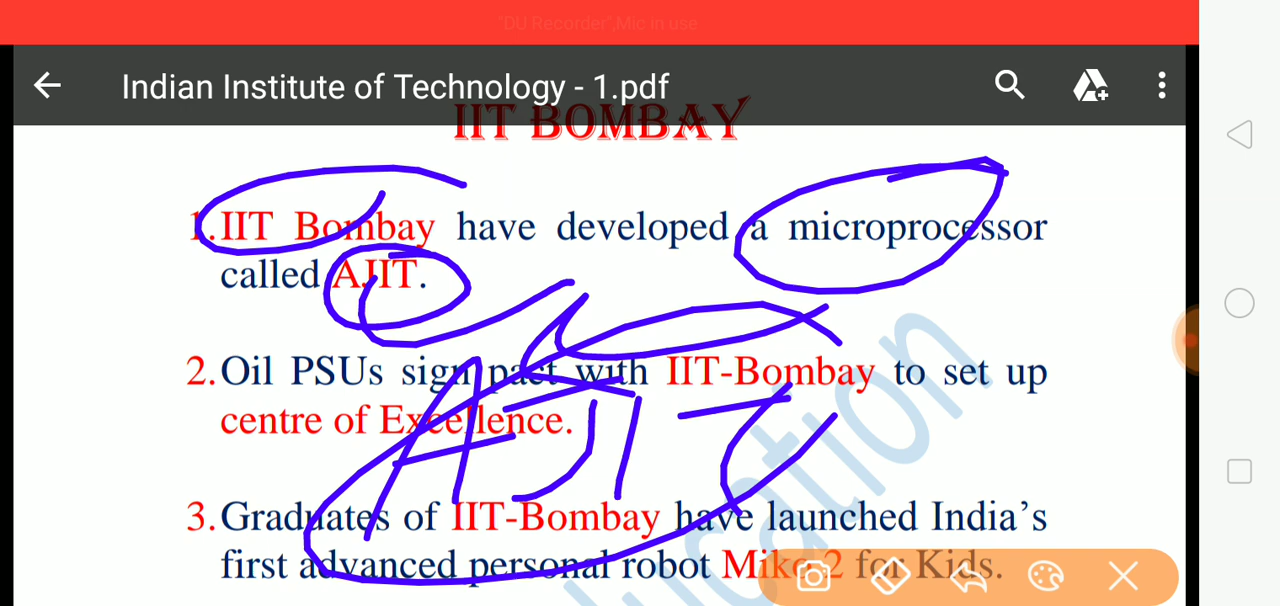 "DU Recorder",Mic in use
Indian Institute of Technology - 1.pdf
IIT BOMBAY
1. IIT Bombay have developed a microprocessor
called AJIT.
2. Oil PSUs sign pact with IIT-Bombay to set up
centre of Excellence.
3. Graduates of IIT-Bombay have launched India's
first advanced personal robot Miko 2 for Kids.